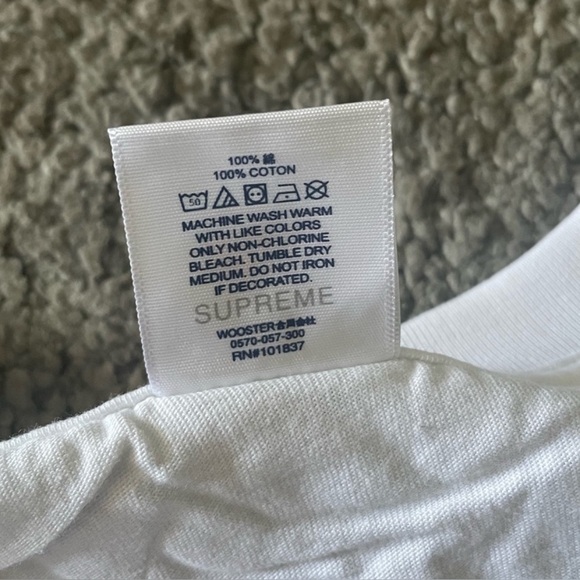 100% 綿
100% COTON
50
MACHINE WASH WARM
WITH LIKE COLORS
ONLY NON-CHLORINE
BLEACH. TUMBLE DRY
MEDIUM. DO NOT IRON
IF DECORATED.
SUPREME
WOOSTER合同会社
0570-057-300
RN#101837